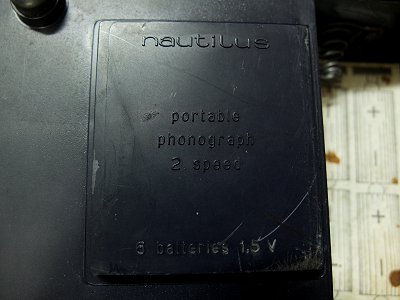 nautilus
portable
phonograph
2. speed
6 batteries 1,5 V